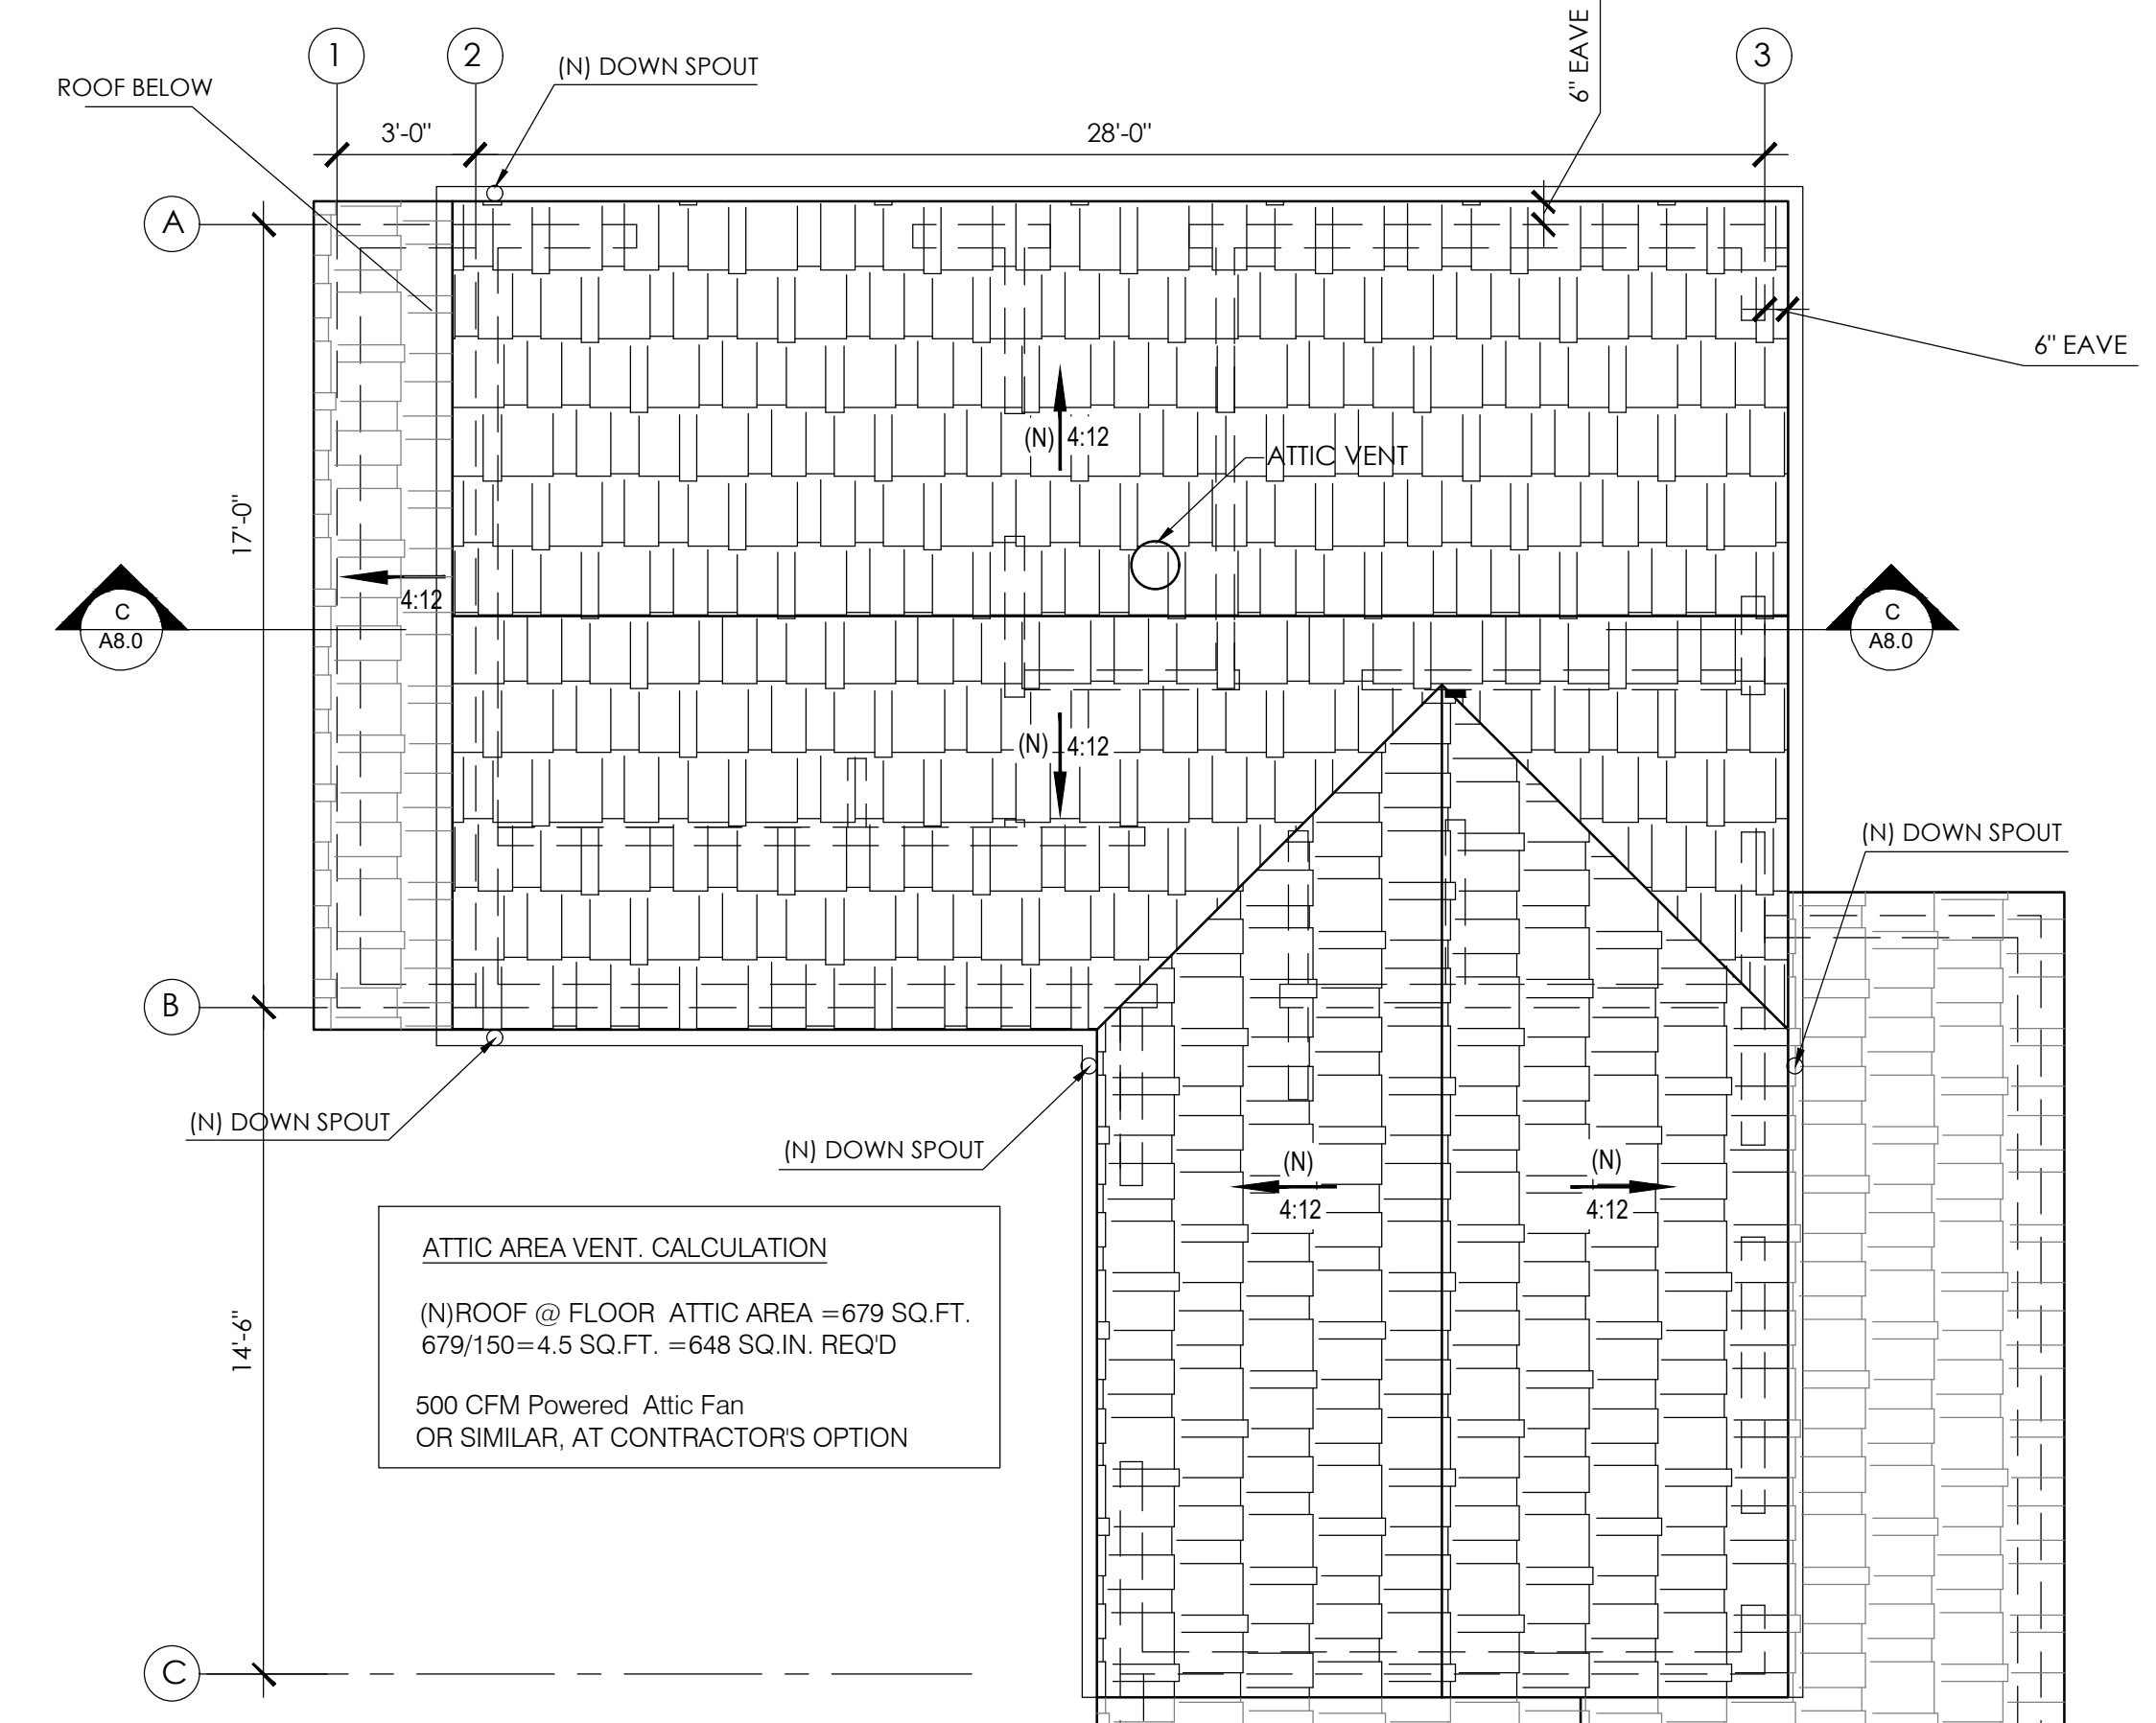 1
2
3
(N) DOWN SPOUT
6" EAVE
ROOF BELOW
3'-0"
28'-0"
A
6" EAVE
(N) 4:12
ATTIC VENT
17'-0"
4:12
C
A8.0
C
A8.0
(N) 4:12
(N) DOWN SPOUT
B
(N) DOWN SPOUT
(N) DOWN SPOUT
(N)
4:12
(N)
4:12
ATTIC AREA VENT. CALCULATION
(N)ROOF @ FLOOR ATTIC AREA =679 SQ.FT.
679/150=4.5 SQ.FT. =648 SQ.IN. REQ'D
500 CFM Powered Attic Fan
OR SIMILAR, AT CONTRACTOR'S OPTION
14'-6"
C